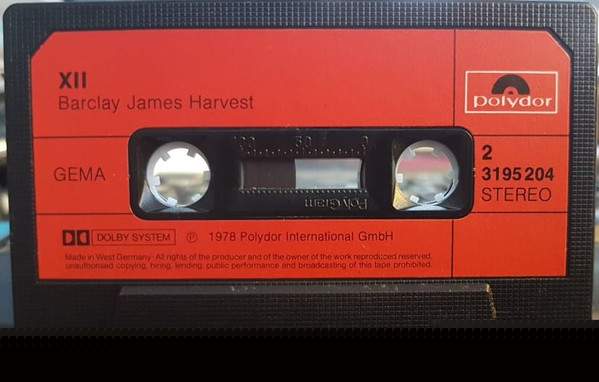 XII
Barclay James Harvest
polydor
100 50 0
GEMA
2
3195 204
STEREO
PolyGram
DOLBY SYSTEM
℗ 1978 Polydor International GmbH
Made in West Germany · All rights of the producer and of the owner of the work reproduced reserved,
unauthorised copying, hiring, lending, public performance and broadcasting of this tape prohibited.